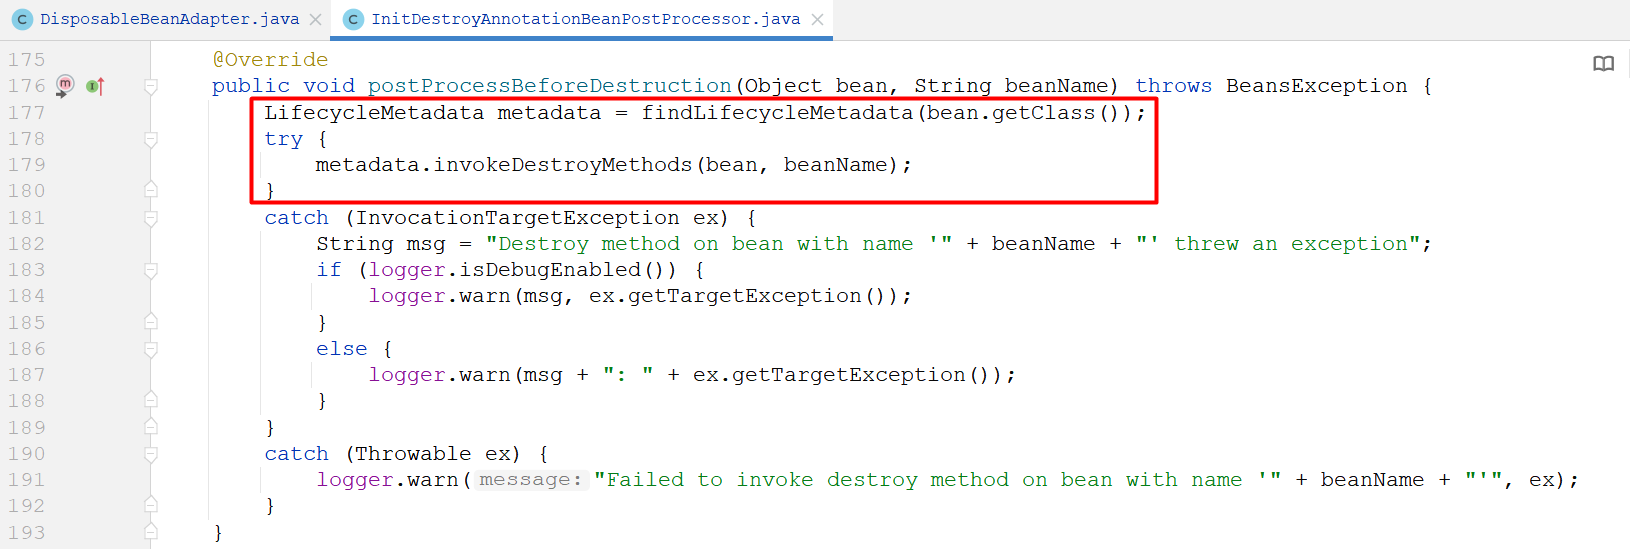 DisposableBeanAdapter.java InitDestroyAnnotationBeanPostProcessor.java
175 @Override
176 public void postProcessBeforeDestruction(Object bean, String beanName) throws BeansException {
177 LifecycleMetadata metadata = findLifecycleMetadata(bean.getClass());
178 try {
179 metadata.invokeDestroyMethods(bean, beanName);
180 }
181 catch (InvocationTargetException ex) {
182 String msg = "Destroy method on bean with name '" + beanName + "' threw an exception";
183 if (logger.isDebugEnabled()) {
184 logger.warn(msg, ex.getTargetException());
185 }
186 else {
187 logger.warn(msg + ": " + ex.getTargetException());
188 }
189 }
190 catch (Throwable ex) {
191 logger.warn( message: "Failed to invoke destroy method on bean with name '" + beanName + "'", ex);
192 }
193 }